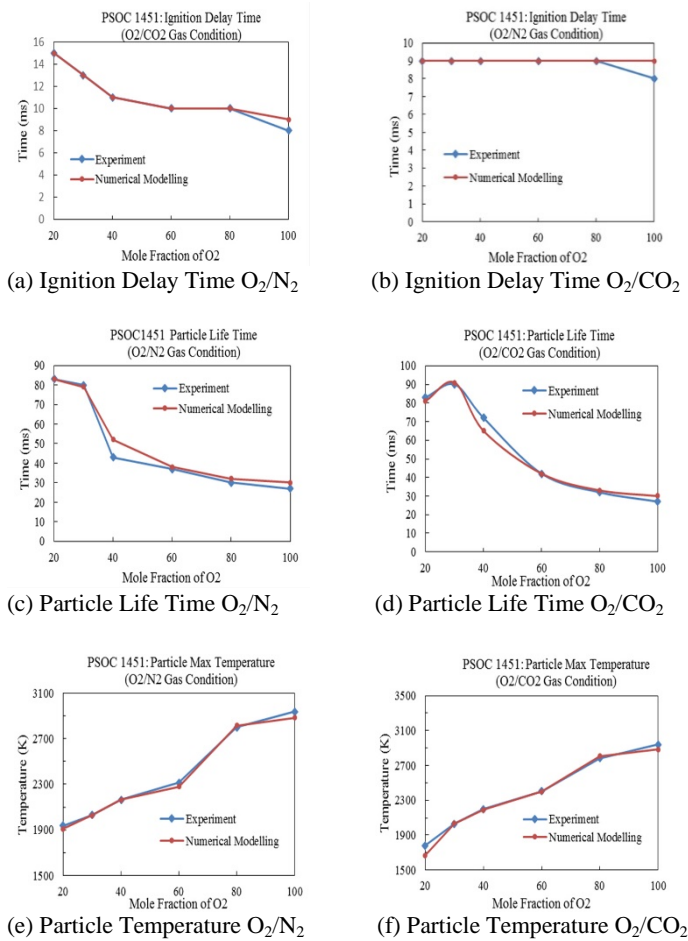 PSOC 1451: Ignition Delay Time
(O2/CO2 Gas Condition)
16
14
12
10
8
6
4
2
0
Time (ms)
Experiment
Numerical Modelling
20 40 60 80 100
Mole Fraction of O2
(a) Ignition Delay Time O₂/N₂
PSOC 1451: Ignition Delay Time
(O2/N2 Gas Condition)
10
9
8
7
6
5
4
3
2
1
0
Time (ms)
Experiment
Numerical Modelling
20 40 60 80 100
Mole Fraction of O2
(b) Ignition Delay Time O₂/CO₂
PSOC1451 Particle Life Time
(O2/N2 Gas Condition)
90
80
70
60
50
40
30
20
10
0
Time (ms)
Experiment
Numerical Modelling
20 40 60 80 100
Mole Fraction of O2
(c) Particle Life Time O₂/N₂
PSOC 1451: Particle Life Time
(O2/CO2 Gas Condition)
100
90
80
70
60
50
40
30
20
10
0
Time (ms)
Experiment
Numerical Modelling
20 40 60 80 100
Mole Fraction of O2
(d) Particle Life Time O₂/CO₂
PSOC 1451: Particle Max Temperature
(O2/N2 Gas Condition)
3100
2700
2300
1900
1500
Temperature (K)
Experiment
Numerical Modelling
20 40 60 80 100
Mole Fraction of O2
(e) Particle Temperature O₂/N₂
PSOC 1451: Particle Max Temperature
(O2/CO2 Gas Condition)
3500
3100
2700
2300
1900
1500
Temperature (K)
Experiment
Numerical Modelling
20 40 60 80 100
Mole Fraction of O2
(f) Particle Temperature O₂/CO₂